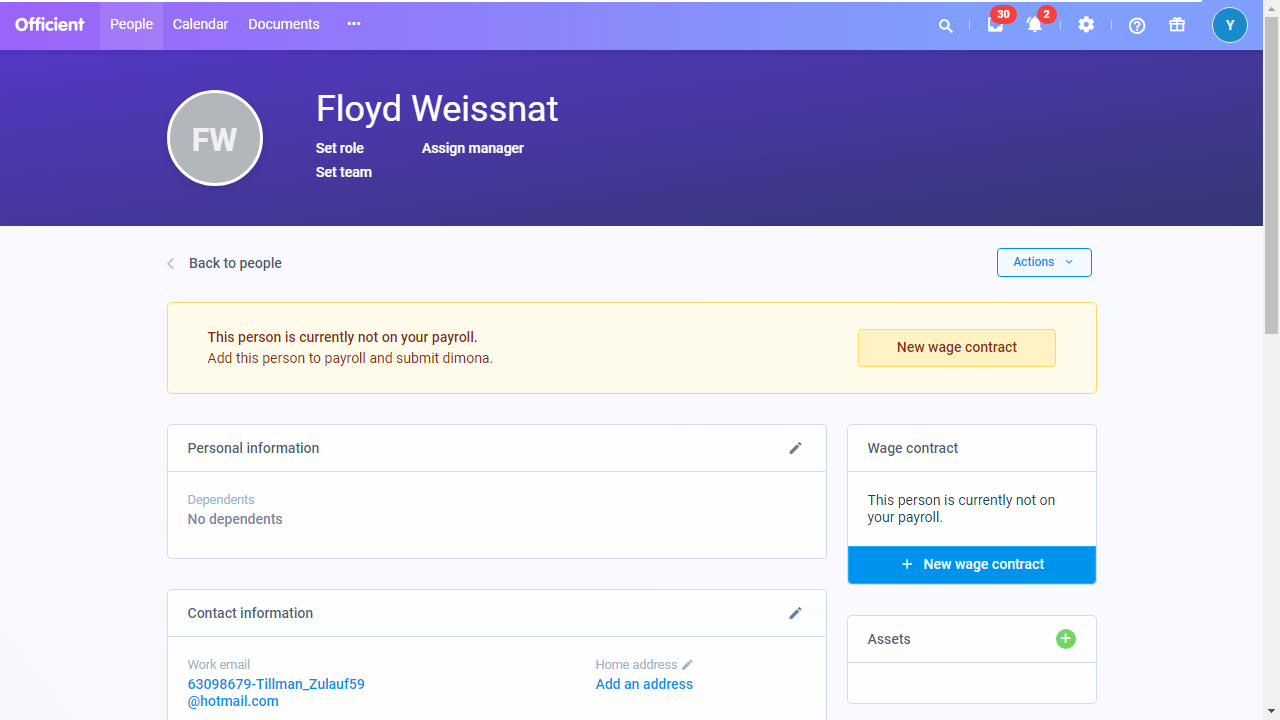 Officient
People
Calendar
Documents
30
2
Y
FW
Floyd Weissnat
Set role
Assign manager
Set team
Back to people
Actions
This person is currently not on your payroll.
Add this person to payroll and submit dimona.
New wage contract
Personal information
Dependents
No dependents
Wage contract
This person is currently not on
your payroll.
New wage contract
Contact information
Work email
63098679-Tillman_Zulauf59
@hotmail.com
Home address
Add an address
Assets